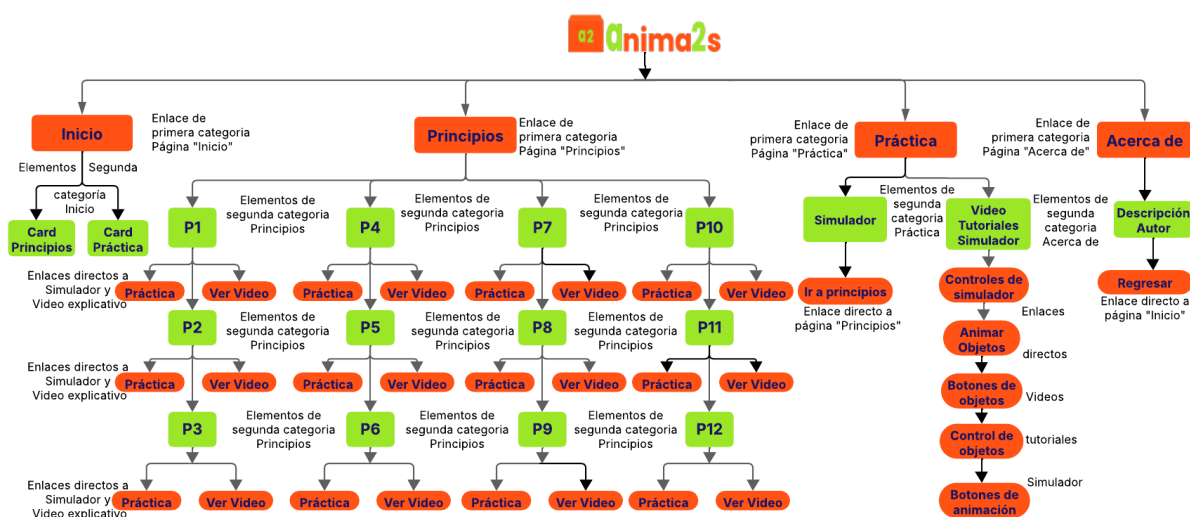 a2 anima2s
Inicio
Enlace de
primera categoria
Página "Inicio"
Principios
Enlace de
primera categoria
Página "Principios"
Enlace de
primera categoria
Página "Práctica"
Práctica
Enlace de
primera categoria
Página "Acerca de"
Acerca de
Elementos
Segunda
categoría
Inicio
Card
Principios
Card
Práctica
P1
Elementos de
segunda categoria
Principios
P4
Elementos de
segunda categoria
Principios
P7
Elementos de
segunda categoria
Principios
P10
Simulador
Elementos de
segunda
categoria
Práctica
Video
Tutoriales
Simulador
Elementos de
segunda
categoria
Acerca de
Descripción
Autor
Enlaces directos a
Simulador y
Video explicativo
Práctica
Ver Video
Práctica
Ver Video
Práctica
Ver Video
Práctica
Ver Video
Ir a principios
Enlace directo a
página "Principios"
Controles de
simulador
Regresar
Enlace directo a
página "Inicio"
P2
Elementos de
segunda categoria
Principios
P5
Elementos de
segunda categoria
Principios
P8
Elementos de
segunda categoria
Principios
P11
Enlaces
Animar
Objetos
directos
Enlaces directos a
Simulador y
Video explicativo
Práctica
Ver Video
Práctica
Ver Video
Práctica
Ver Video
Práctica
Ver Video
Botones de
objetos
Videos
P3
Elementos de
segunda categoria
Principios
P6
Elementos de
segunda categoria
Principios
P9
Elementos de
segunda categoria
Principios
P12
Control de
objetos
tutoriales
Simulador
Enlaces directos a
Simulador y
Video explicativo
Práctica
Ver Video
Práctica
Ver Video
Práctica
Ver Video
Práctica
Ver Video
Botones de
animación